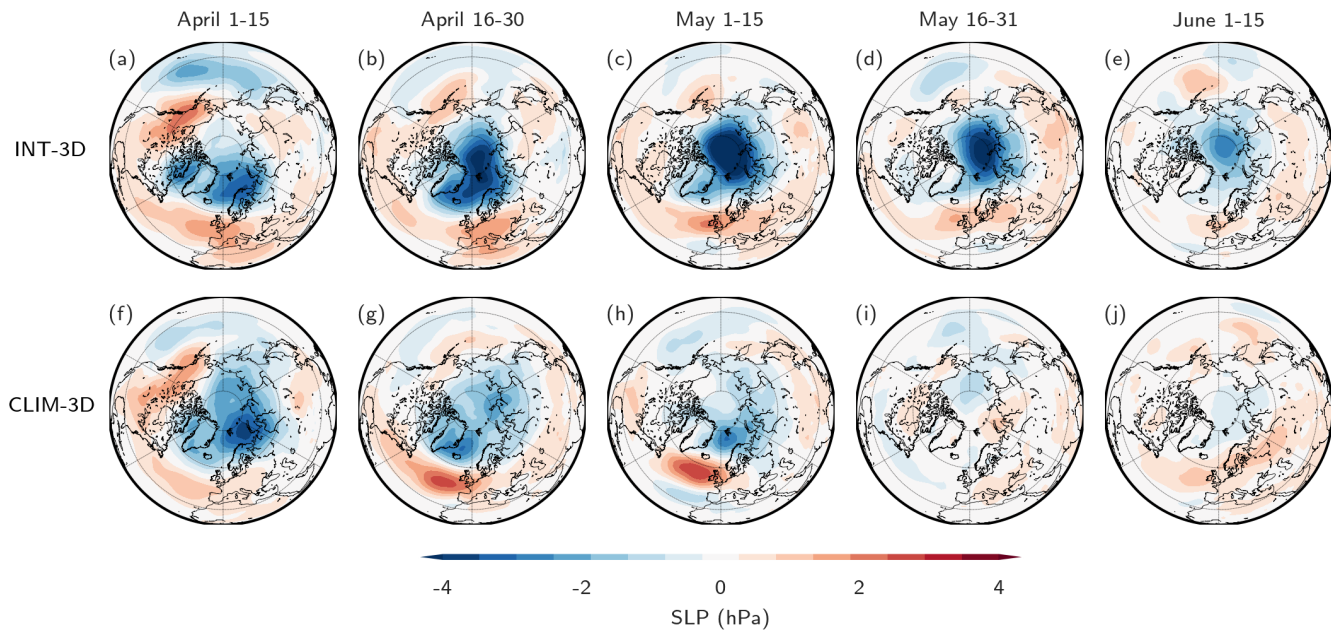 April 1-15 April 16-30 May 1-15 May 16-31 June 1-15
(a) (b) (c) (d) (e)
INT-3D
(f) (g) (h) (i) (j)
CLIM-3D
-4 -2 0 2 4
SLP (hPa)